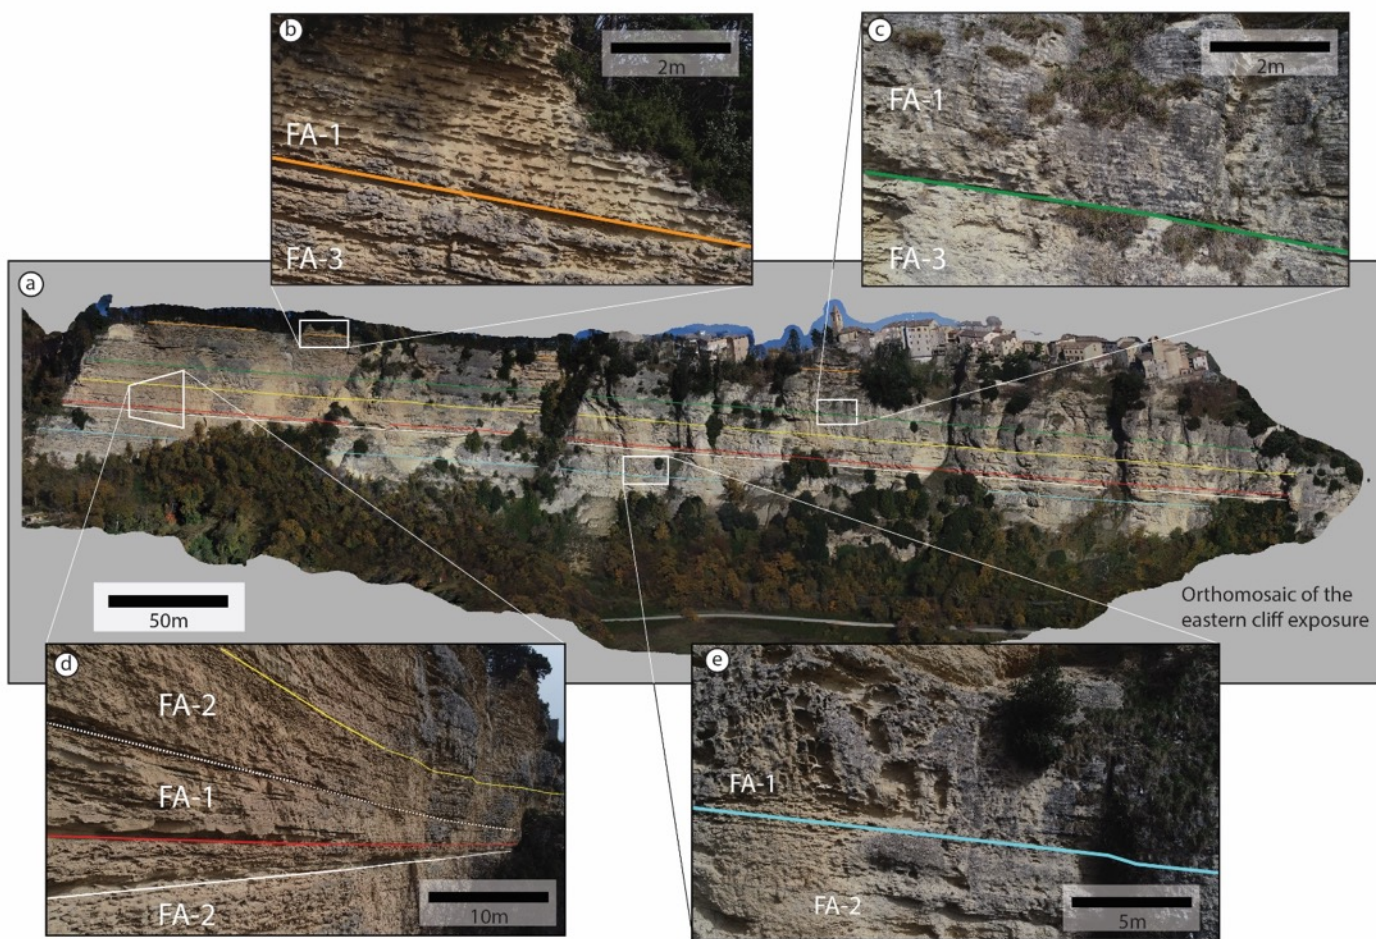 b
2m
FA-1
FA-3
c
2m
FA-1
FA-3
a
50m
Orthomosaic of the
eastern cliff exposure
d
FA-2
FA-1
FA-2
10m
e
FA-1
FA-2
5m